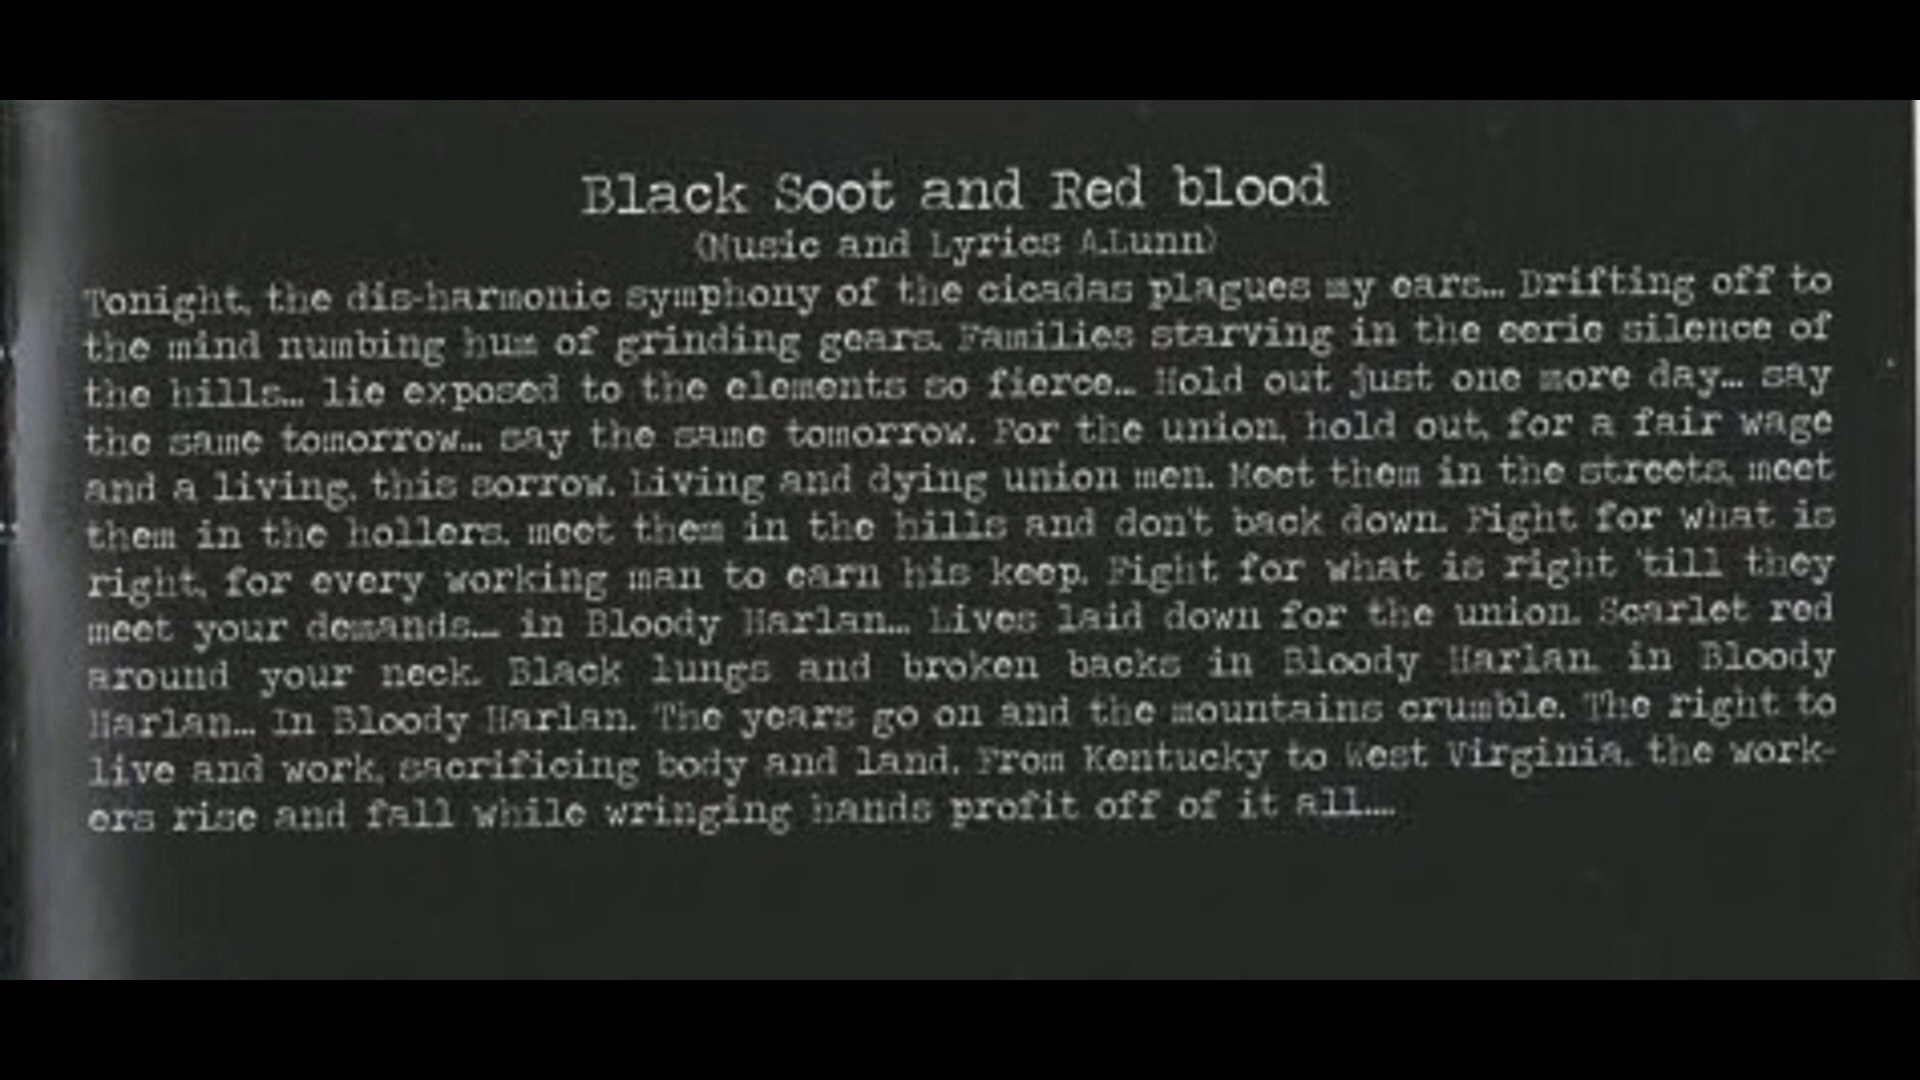 Black Soot and Red blood
(Music and Lyrics A.Lunn)
Tonight, the dis-harmonic symphony of the cicadas plagues my ears... Drifting off to
the mind numbing hum of grinding gears. Families starving in the eerie silence of
the hills... lie exposed to the elements so fierce... Hold out just one more day... say
the same tomorrow... say the same tomorrow. For the union, hold out, for a fair wage
and a living, this sorrow. Living and dying union men. Meet them in the streets, meet
them in the hollers, meet them in the hills and don't back down. Fight for what is
right, for every working man to earn his keep. Fight for what is right 'till they
meet your demands... in Bloody Harlan... Lives laid down for the union. Scarlet red
around your neck. Black lungs and broken backs in Bloody Harlan, in Bloody
Harlan... In Bloody Harlan. The years go on and the mountains crumble. The right to
live and work, sacrificing body and land. From Kentucky to West Virginia, the work-
ers rise and fall while wringing hands profit off of it all....